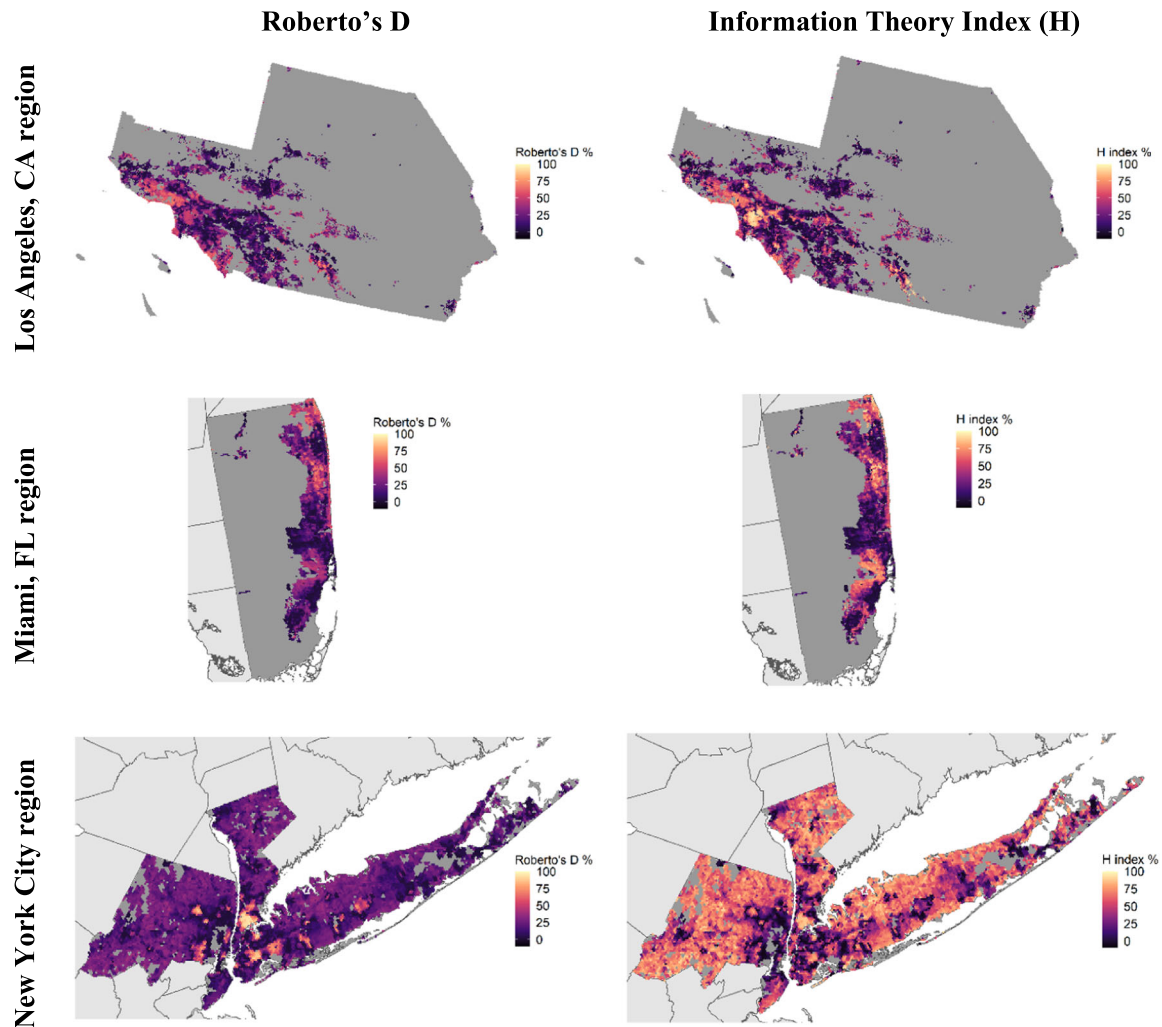 Roberto's D
Information Theory Index (H)
Los Angeles, CA region
Roberto's D %
100
75
50
25
0
H index %
100
75
50
25
0
Miami, FL region
Roberto's D %
100
75
50
25
0
H index %
100
75
50
25
0
New York City region
Roberto's D %
100
75
50
25
0
H index %
100
75
50
25
0